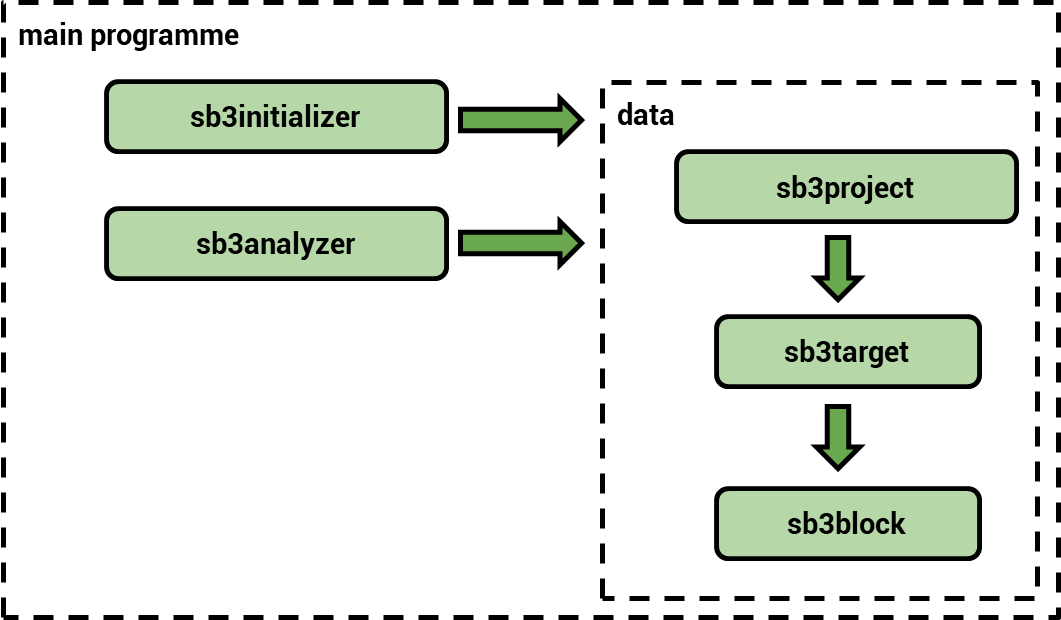 main programme
sb3initializer
data
sb3project
sb3analyzer
sb3target
sb3block